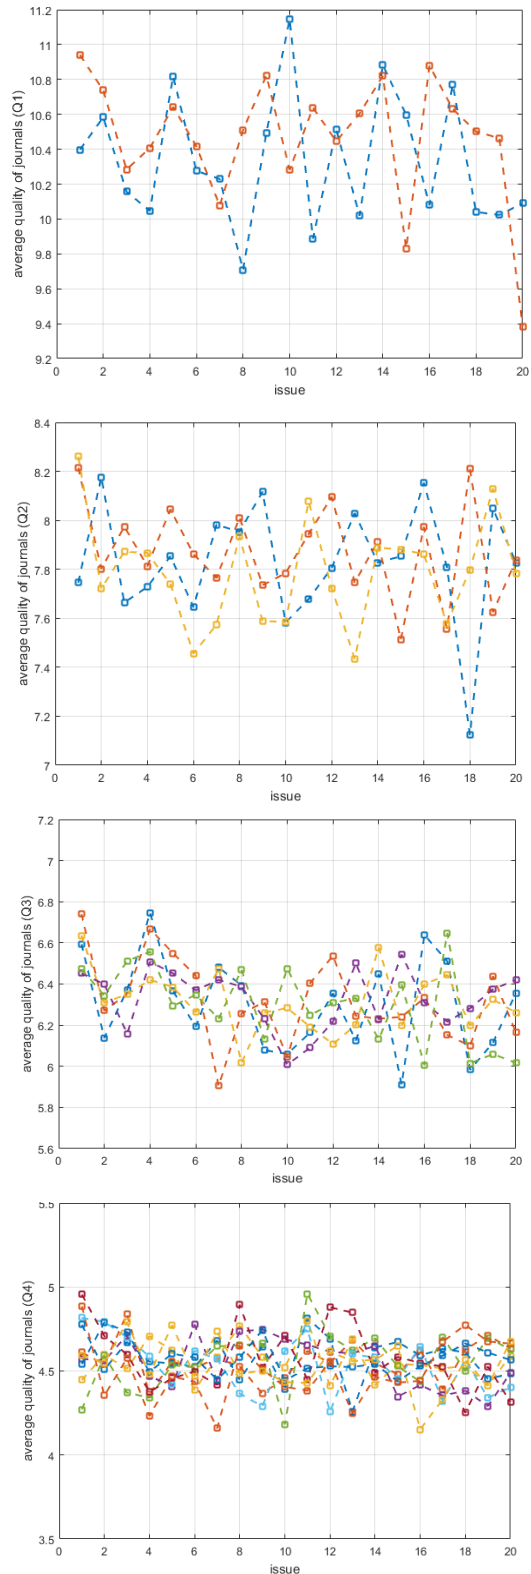 average quality of journals (Q1)
11.2
11
10.8
10.6
10.4
10.2
10
9.8
9.6
9.4
9.2
0 2 4 6 8 10 12 14 16 18 20
issue
average quality of journals (Q2)
8.4
8.2
8
7.8
7.6
7.4
7.2
7
0 2 4 6 8 10 12 14 16 18 20
issue
average quality of journals (Q3)
7.2
7
6.8
6.6
6.4
6.2
6
5.8
5.6
0 2 4 6 8 10 12 14 16 18 20
issue
average quality of journals (Q4)
5.5
5
4.5
4
3.5
0 2 4 6 8 10 12 14 16 18 20
issue